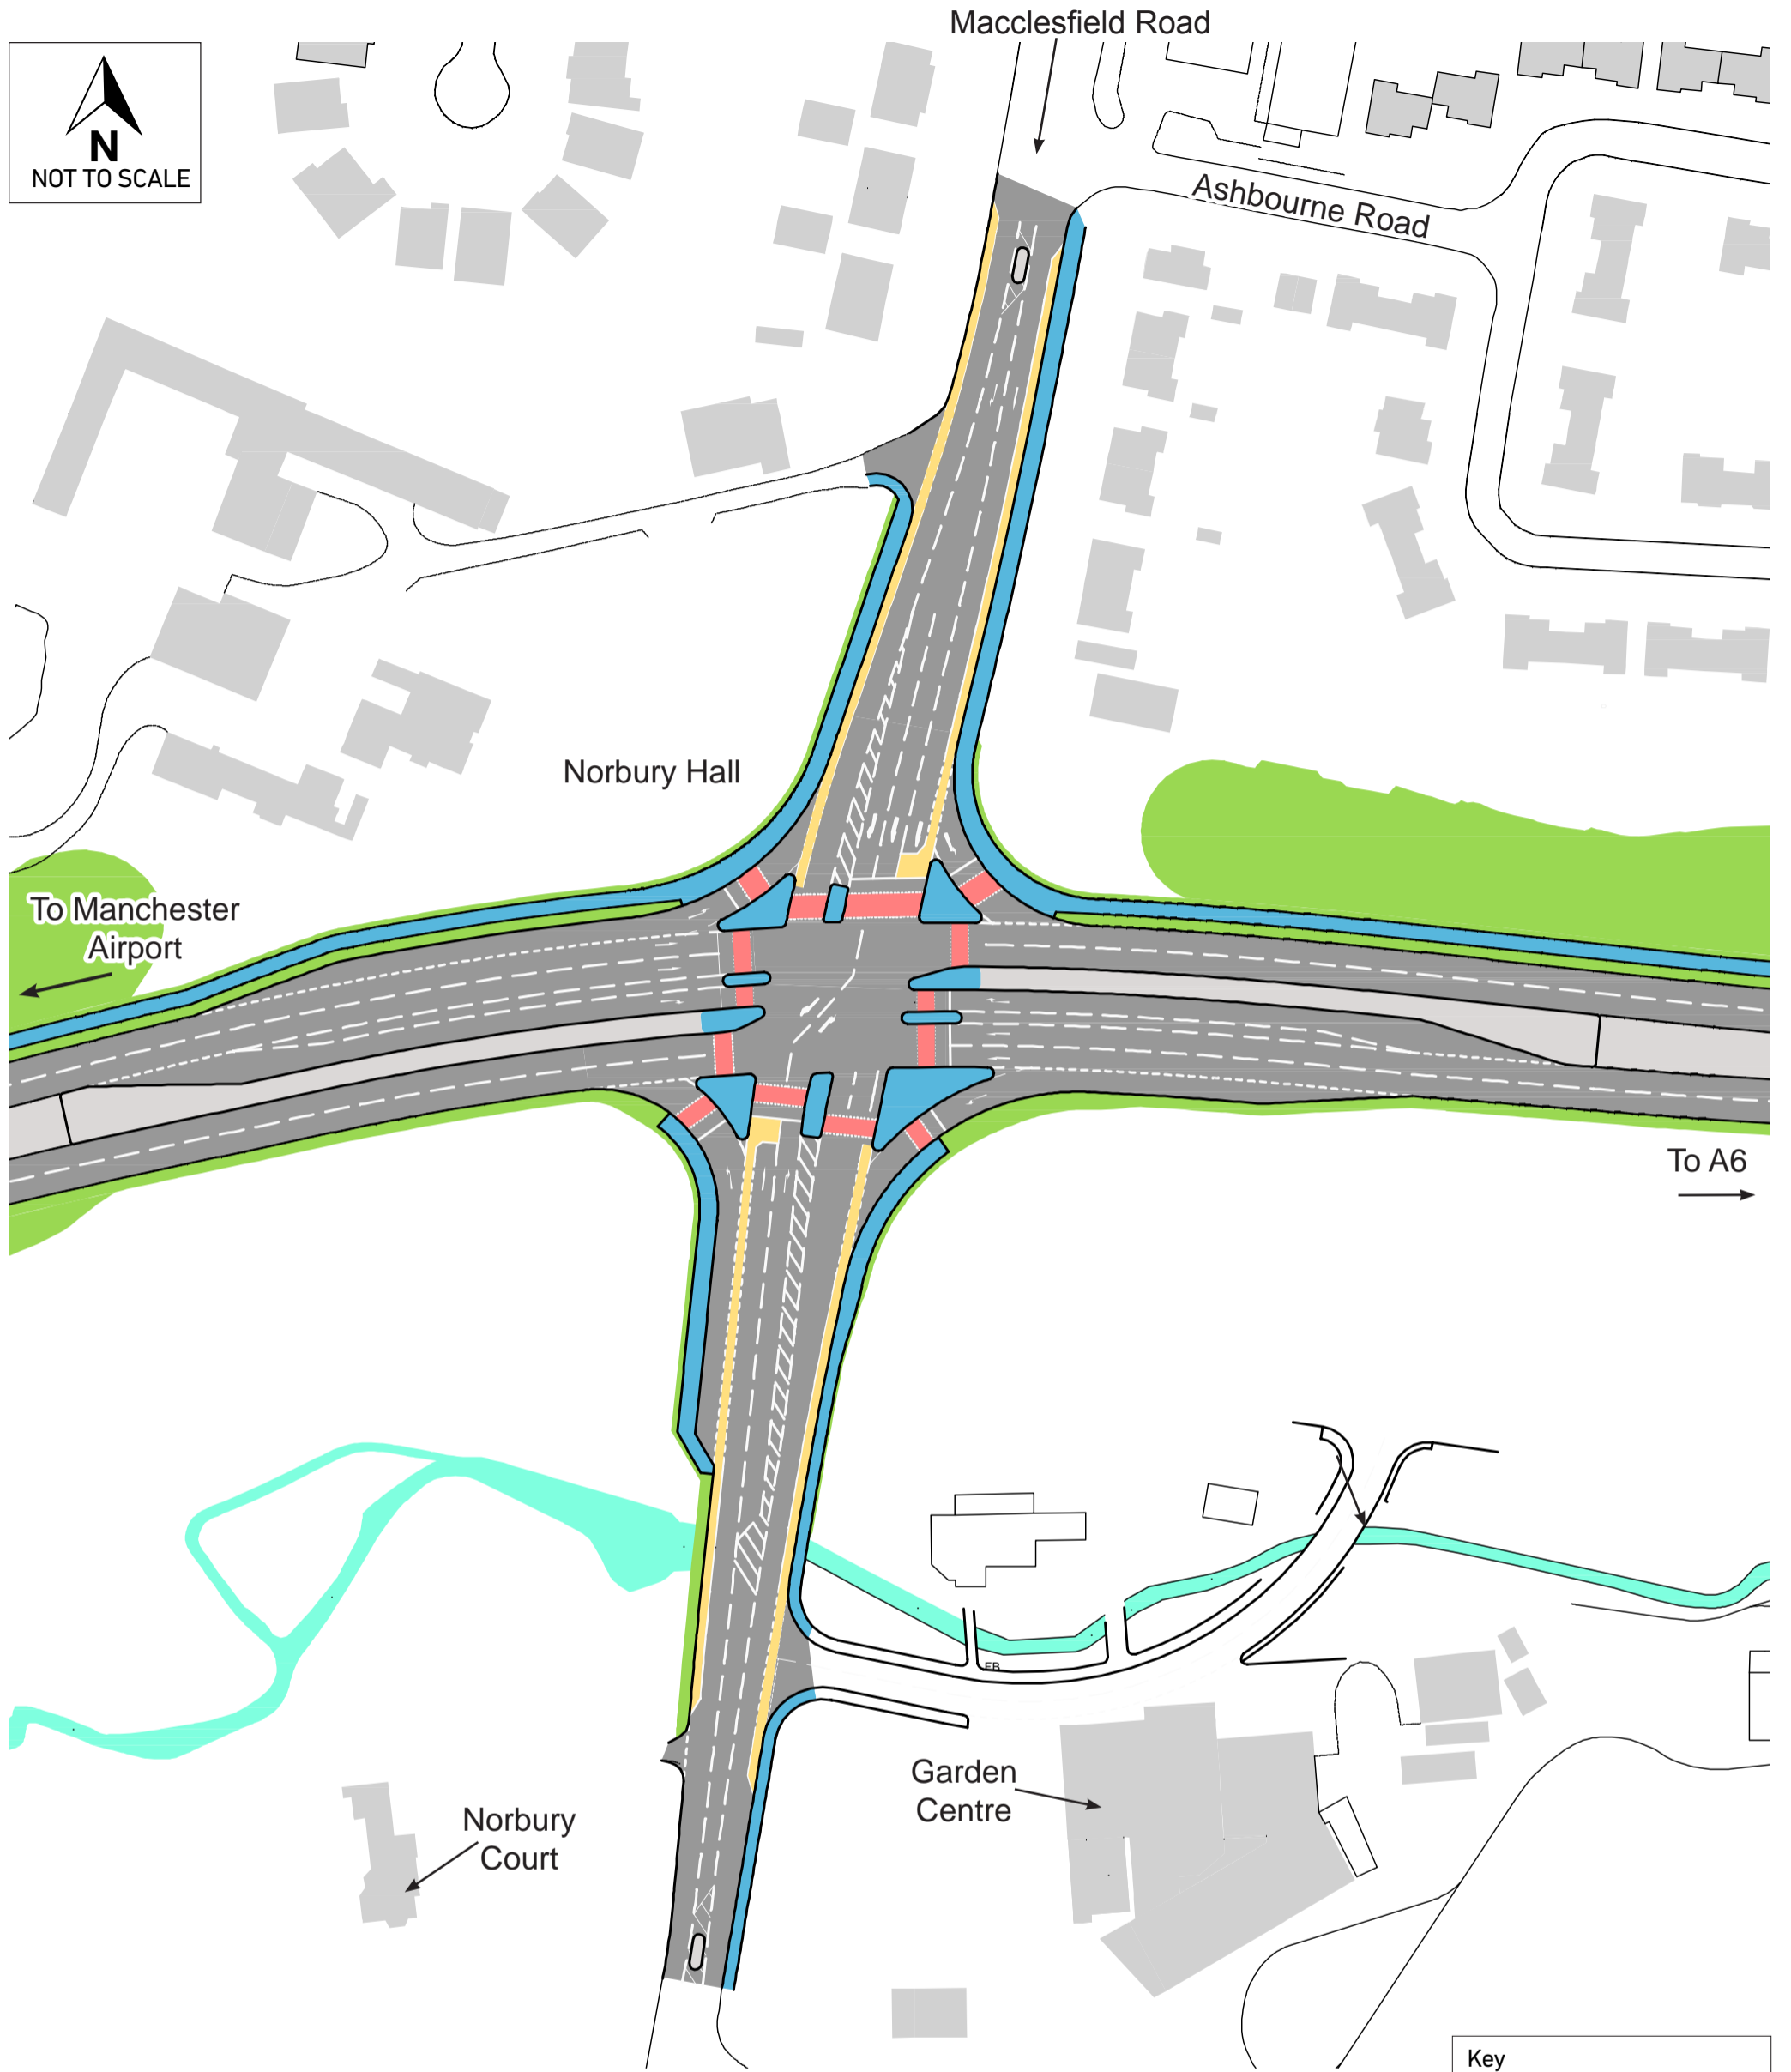 Macclesfield Road
N
NOT TO SCALE
Ashbourne Road
Norbury Hall
To Manchester
Airport
To A6
FB
Garden
Centre
Norbury
Court
Key